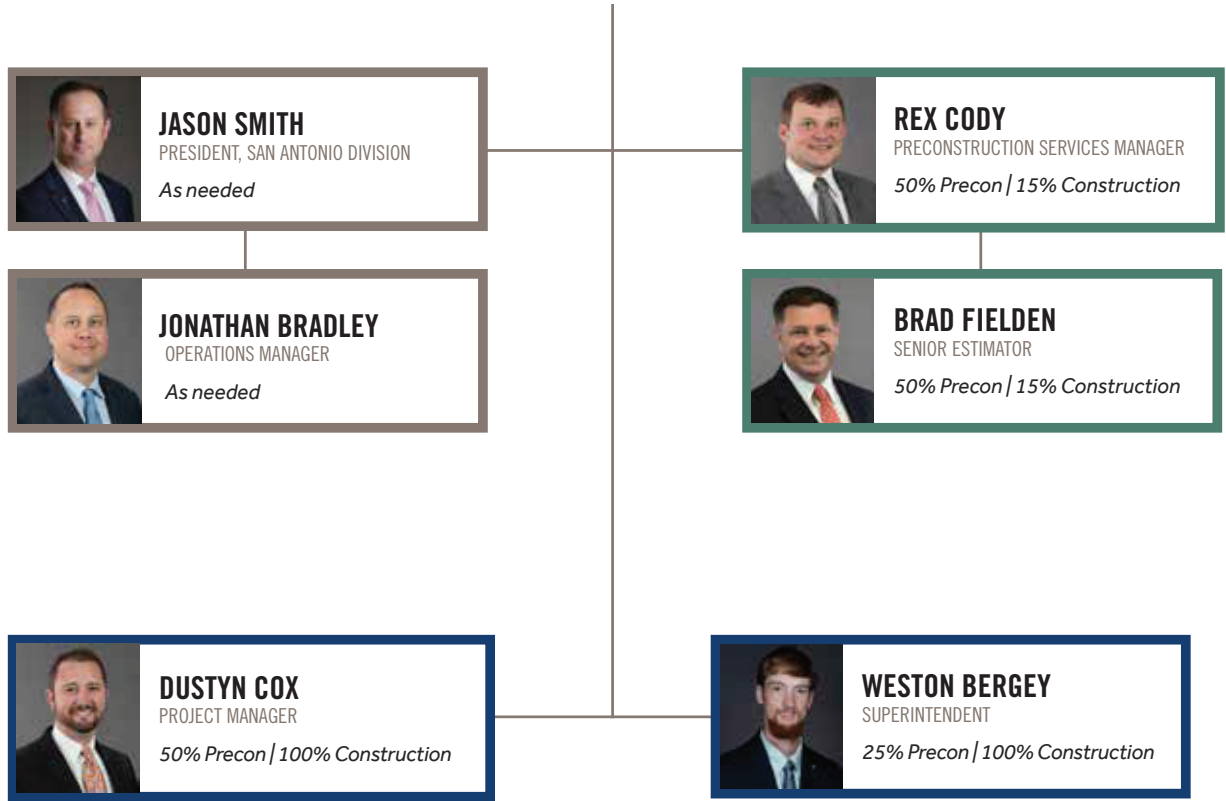 JASON SMITH
PRESIDENT, SAN ANTONIO DIVISION
As needed
REX CODY
PRECONSTRUCTION SERVICES MANAGER
50% Precon | 15% Construction
JONATHAN BRADLEY
OPERATIONS MANAGER
As needed
BRAD FIELDEN
SENIOR ESTIMATOR
50% Precon | 15% Construction
DUSTYN COX
PROJECT MANAGER
50% Precon | 100% Construction
WESTON BERGEY
SUPERINTENDENT
25% Precon | 100% Construction